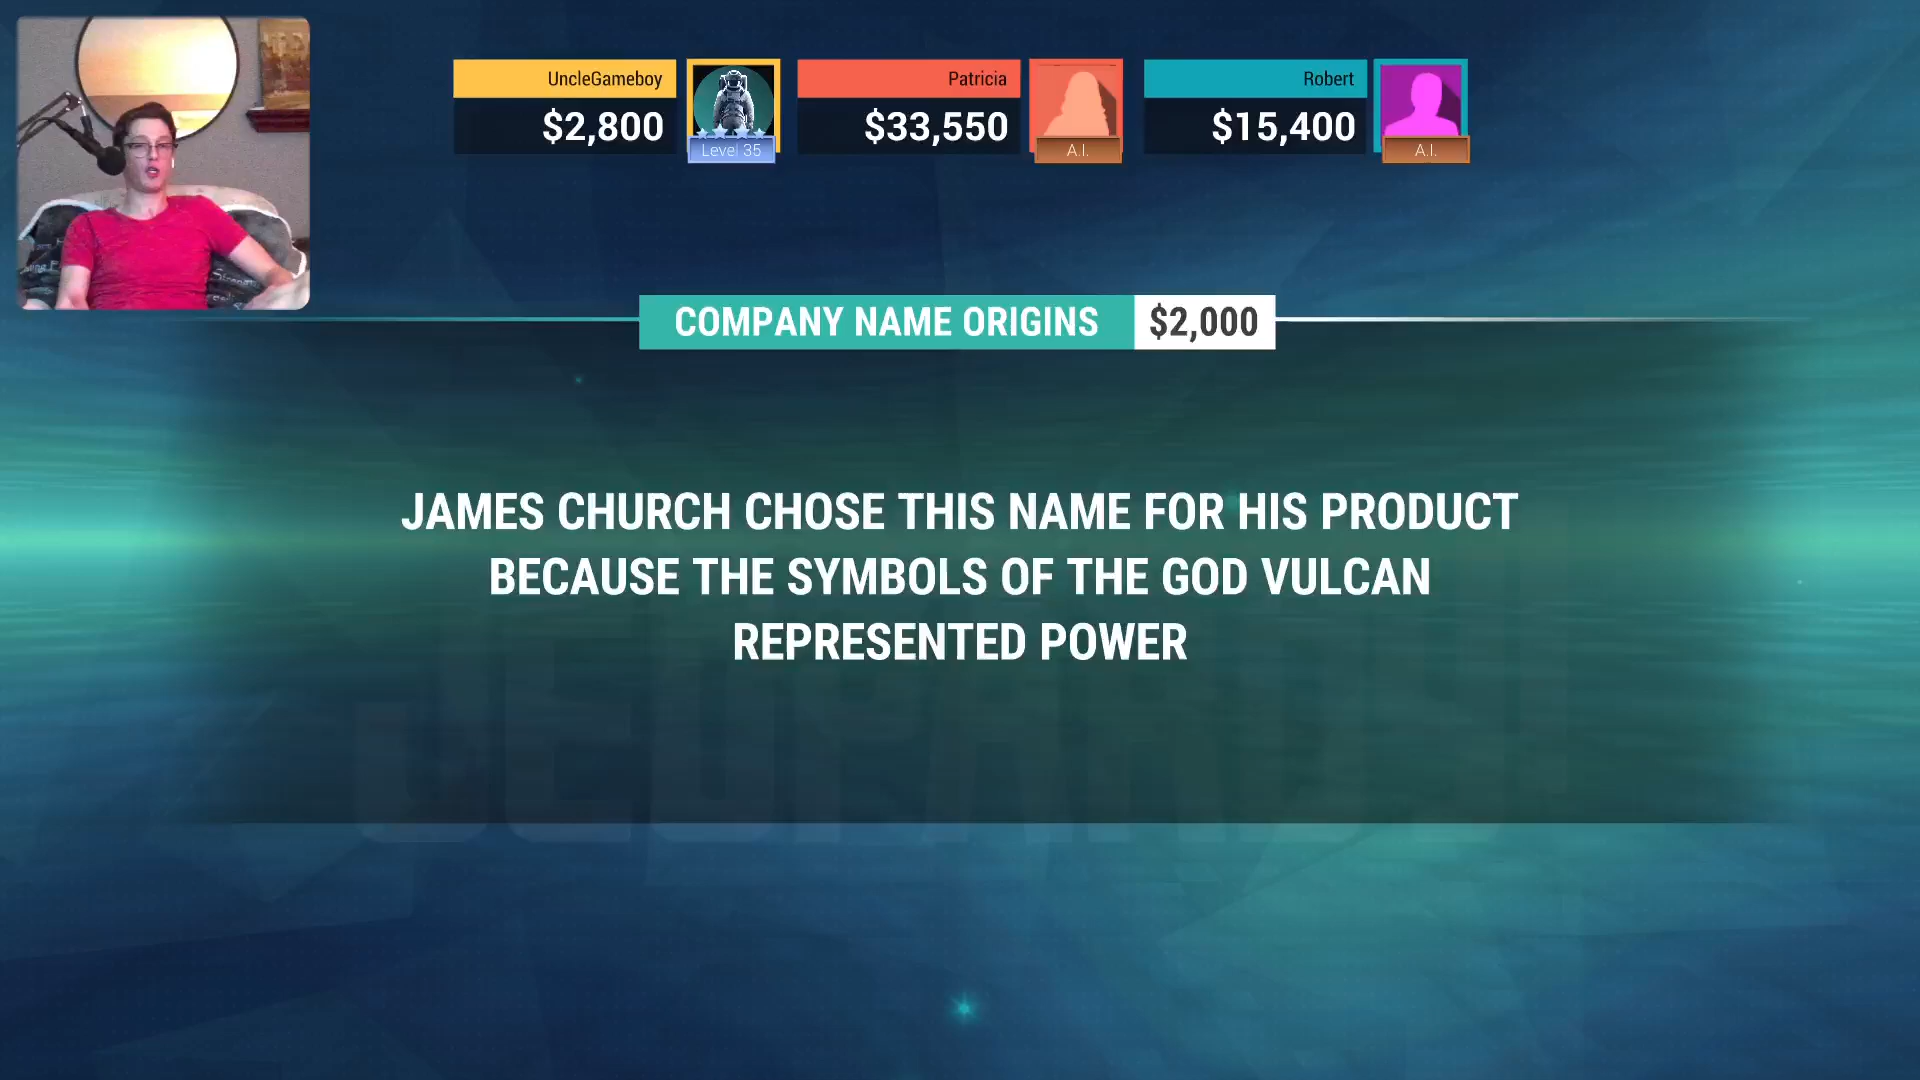 UncleGameboy
$2,800
Level 35
Patricia
$33,550
A.I.
Robert
$15,400
A.I.
COMPANY NAME ORIGINS $2,000
JAMES CHURCH CHOSE THIS NAME FOR HIS PRODUCT
BECAUSE THE SYMBOLS OF THE GOD VULCAN
REPRESENTED POWER
JEOPARDY!